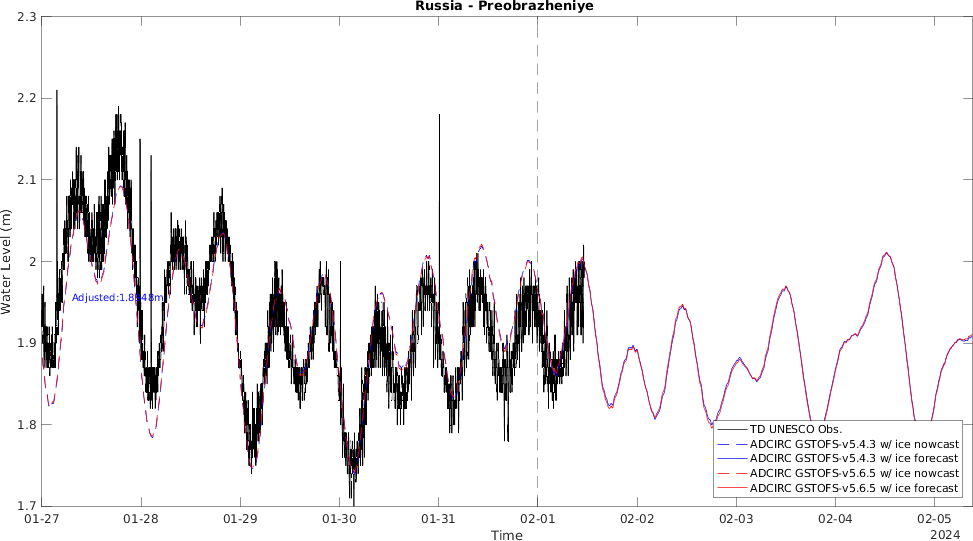 Russia - Preobrazheniye
2.3
2.2
2.1
2
1.9
1.8
1.7
Water Level (m)
TD UNESCO Obs.
ADCIRC GSTOFS-v5.4.3 w/ ice nowcast
ADCIRC GSTOFS-v5.4.3 w/ ice forecast
ADCIRC GSTOFS-v5.6.5 w/ ice nowcast
ADCIRC GSTOFS-v5.6.5 w/ ice forecast
01-27 01-28 01-29 01-30 01-31 02-01 02-02 02-03 02-04 02-05
Time
2024